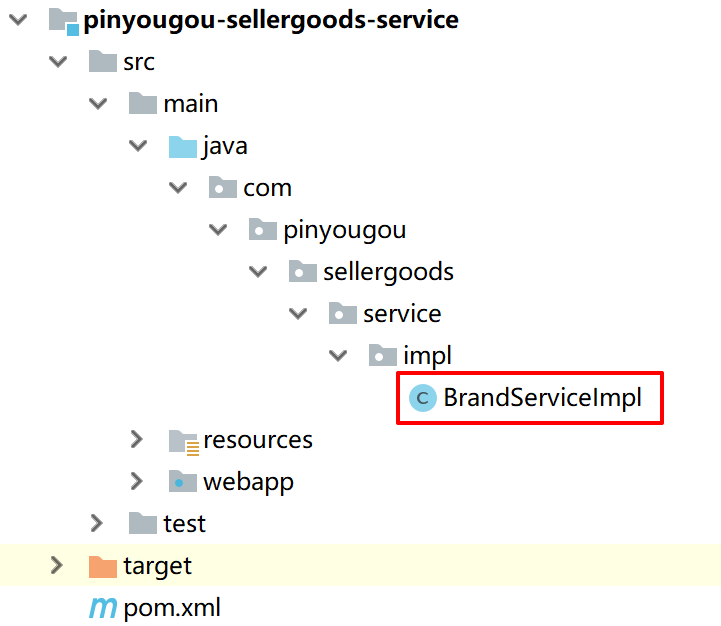 pinyougou-sellergoods-service
src
main
java
com
pinyougou
sellergoods
service
impl
C BrandServiceImpl
resources
webapp
test
target
m pom.xml